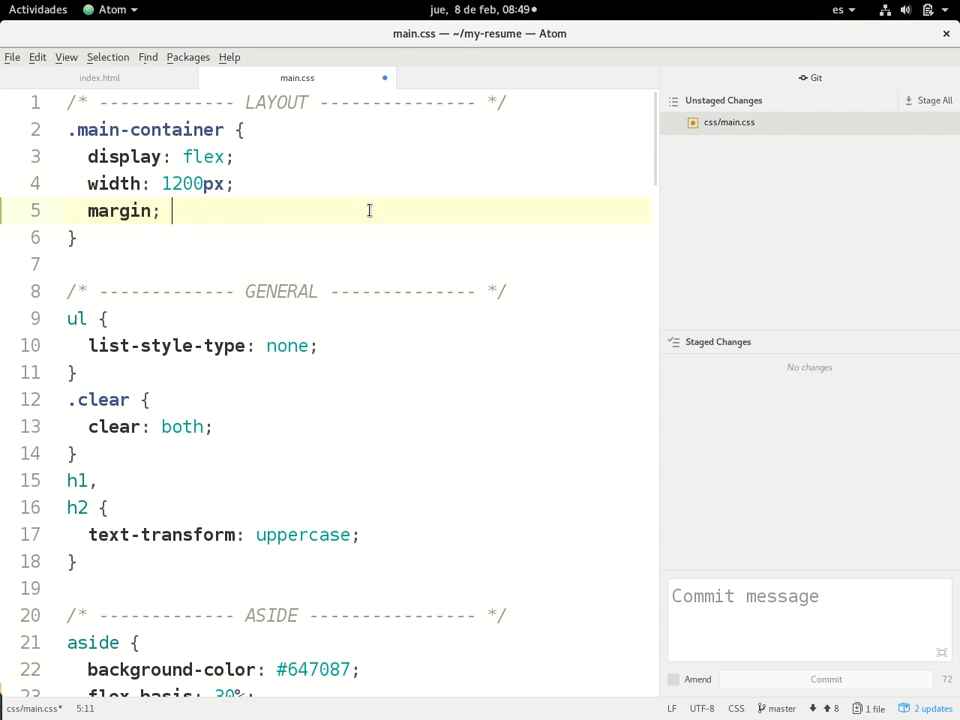 Actividades Atom jue, 8 de feb, 08:49 es
main.css — ~/my-resume — Atom
File Edit View Selection Find Packages Help
index.html main.css Git
Unstaged Changes Stage All
css/main.css
1 /* ------------- LAYOUT --------------- */
2 .main-container {
3 display: flex;
4 width: 1200px;
5 margin;
6 }
7
8 /* ------------- GENERAL -------------- */
9 ul {
10 list-style-type: none;
11 }
12 .clear {
13 clear: both;
14 }
15 h1,
16 h2 {
17 text-transform: uppercase;
18 }
19
20 /* ------------- ASIDE ---------------- */
21 aside {
22 background-color: #647087;
23 flex-basis: 30%;
Staged Changes
No changes
Commit message
Amend Commit 72
css/main.css* 5:11 LF UTF-8 CSS master 8 1 file 2 updates